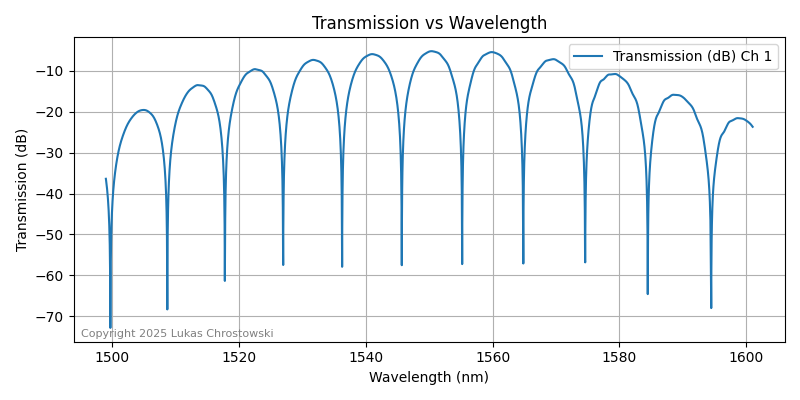 Transmission vs Wavelength
Transmission (dB) Ch 1
Transmission (dB)
−10
−20
−30
−40
−50
−60
−70
Copyright 2025 Lukas Chrostowski
1500 1520 1540 1560 1580 1600
Wavelength (nm)